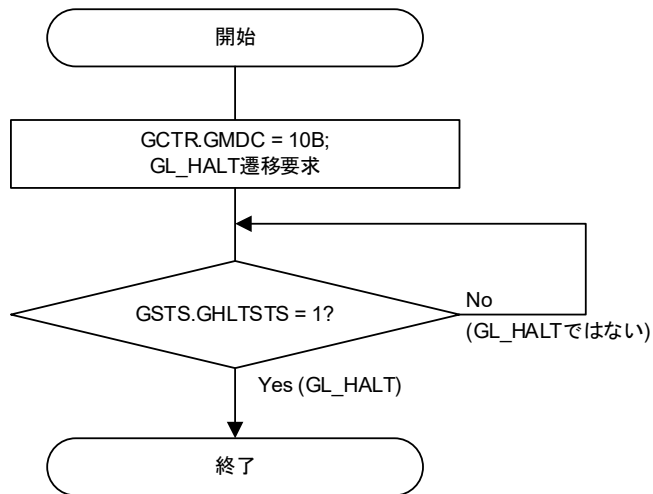 開始
GCTR.GMDC = 10B;
GL_HALT遷移要求
GSTS.GHLTSTS = 1?
No
(GL_HALTではない)
Yes (GL_HALT)
終了